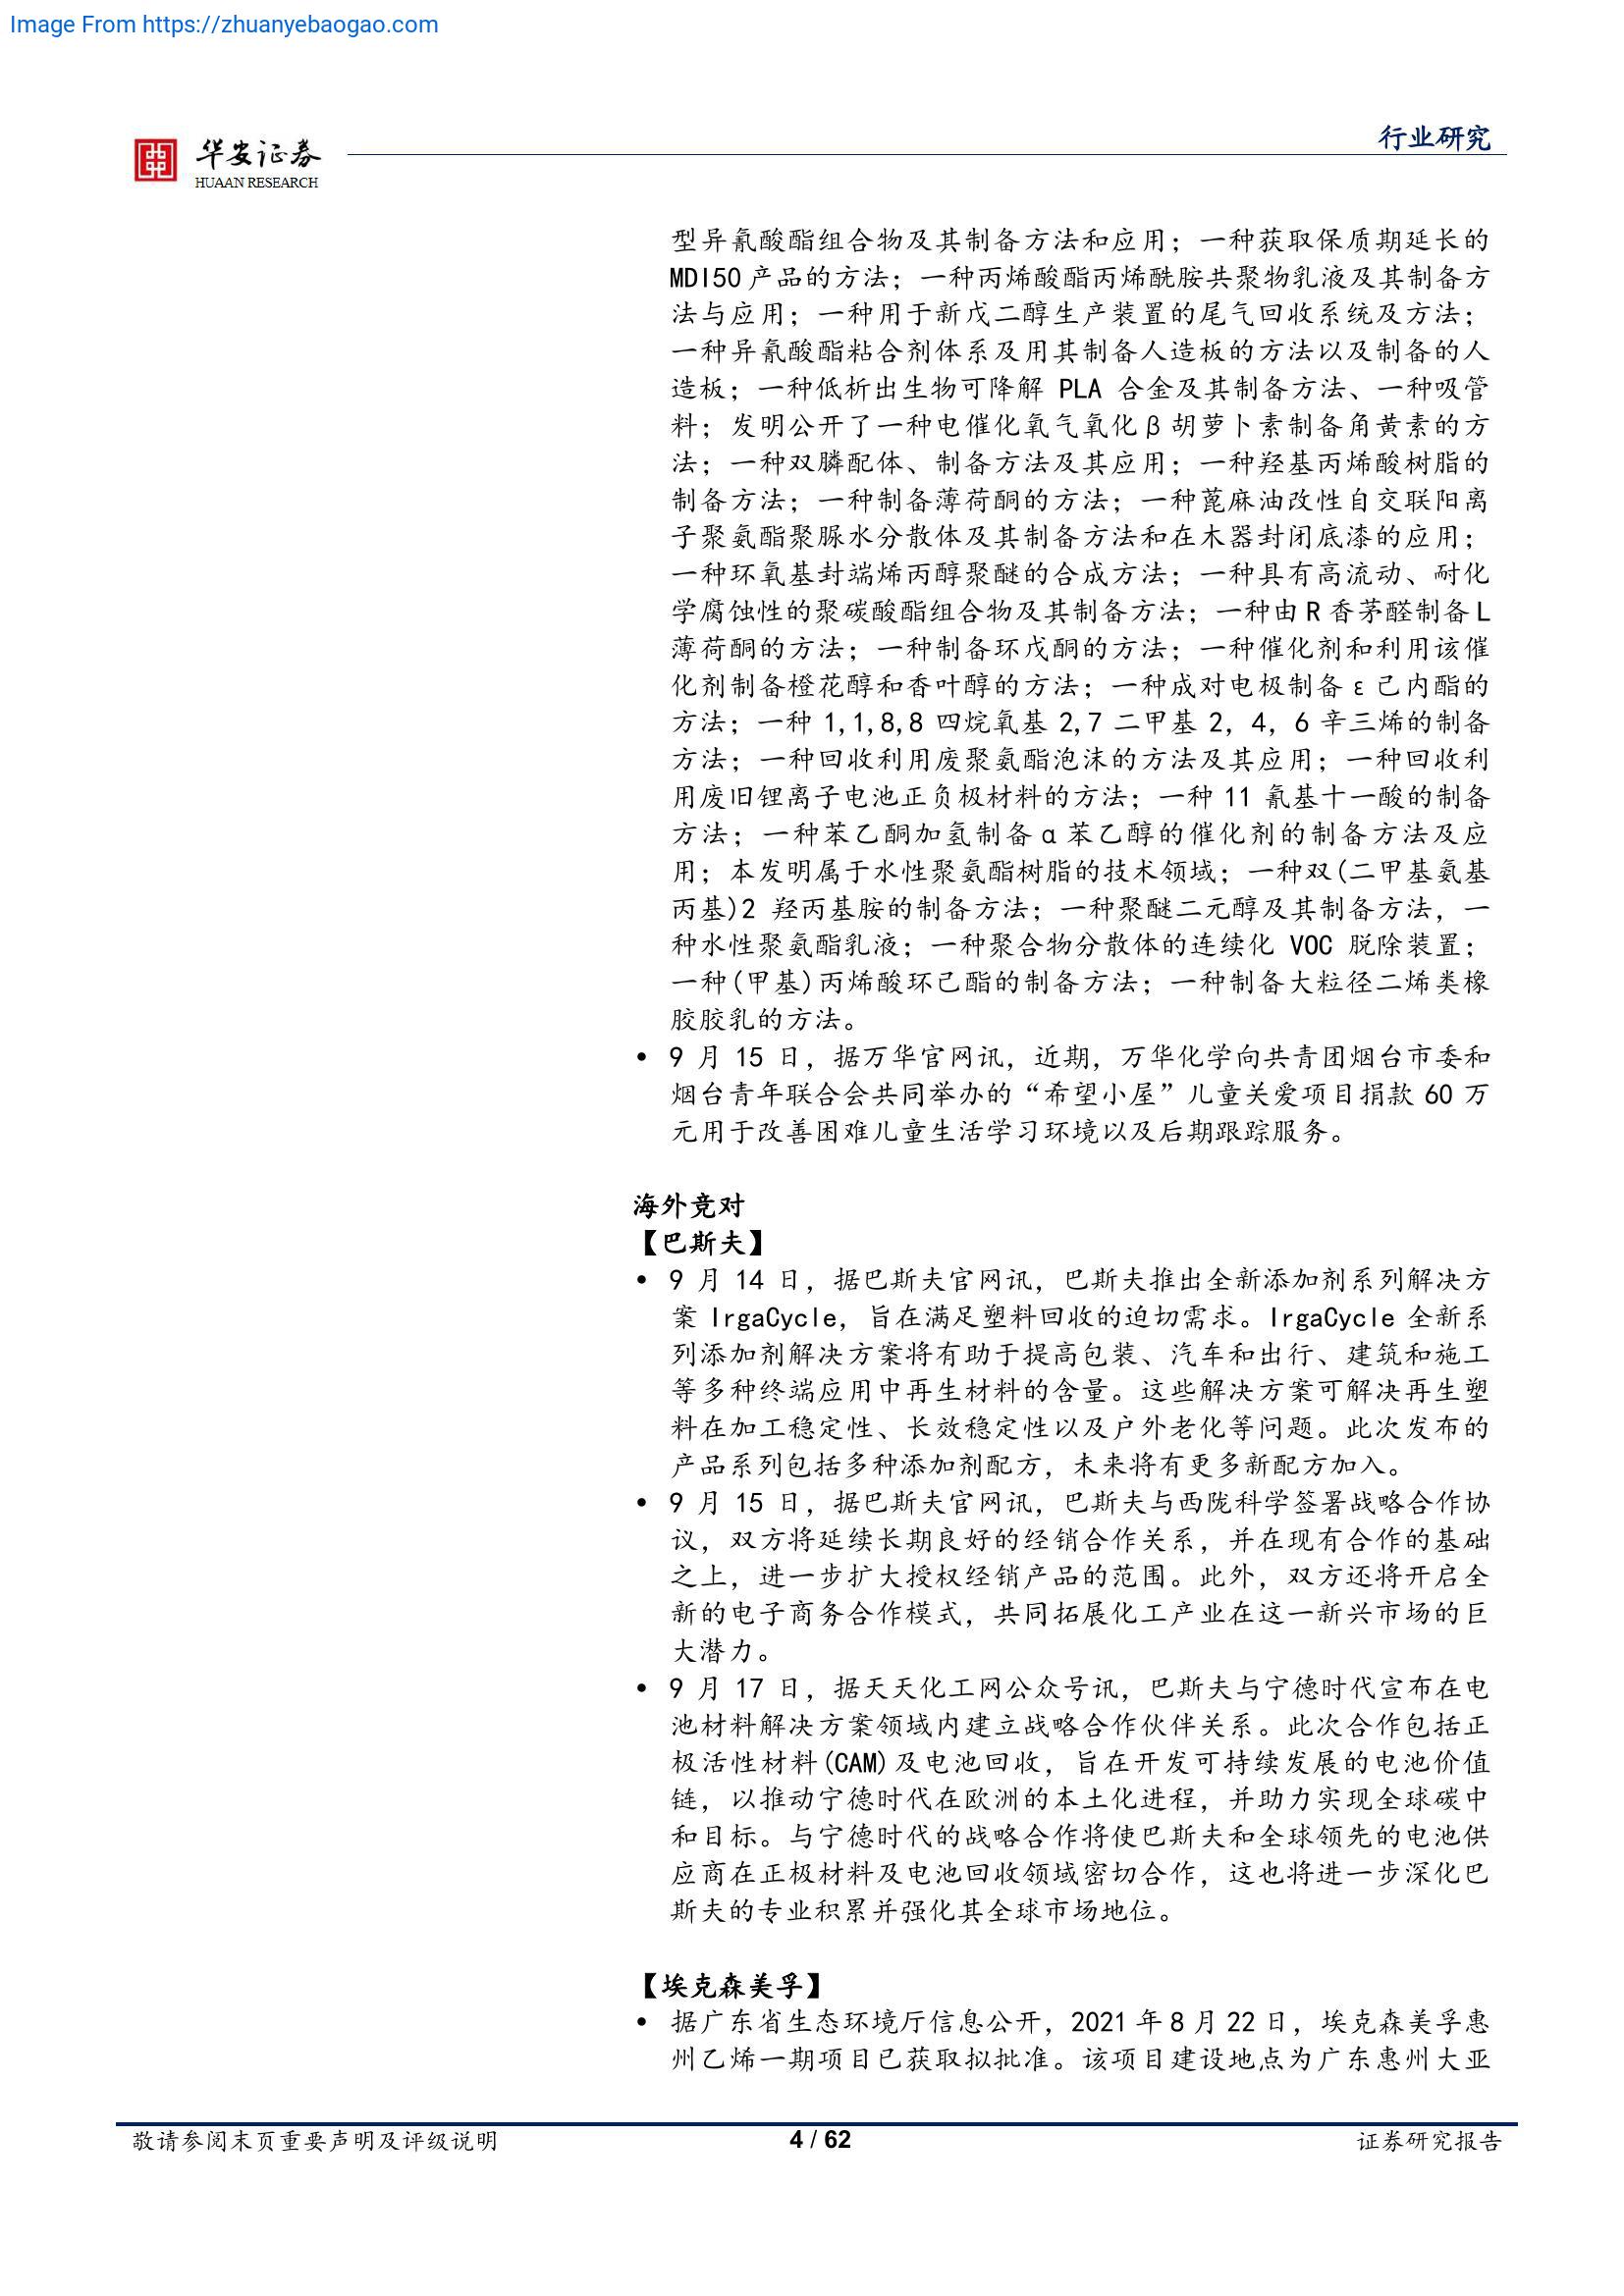 Image From https://zhuanyebaogao.com
华安证券
HUAAN RESEARCH
行业研究
型异氰酸酯组合物及其制备方法和应用；一种获取保质期延长的
MDI50 产品的方法；一种丙烯酸酯丙烯酰胺共聚物乳液及其制备方
法与应用；一种用于新戊二醇生产装置的尾气回收系统及方法；
一种异氰酸酯粘合剂体系及用其制备人造板的方法以及制备的人
造板；一种低析出生物可降解 PLA 合金及其制备方法、一种吸管
料；发明公开了一种电催化氧气氧化β胡萝卜素制备角黄素的方
法；一种双膦配体、制备方法及其应用；一种羟基丙烯酸树脂的
制备方法；一种制备薄荷酮的方法；一种蓖麻油改性自交联阳离
子聚氨酯聚脲水分散体及其制备方法和在木器封闭底漆的应用；
一种环氧基封端烯丙醇聚醚的合成方法；一种具有高流动、耐化
学腐蚀性的聚碳酸酯组合物及其制备方法；一种由 R 香茅醛制备 L
薄荷酮的方法；一种制备环戊酮的方法；一种催化剂和利用该催
化剂制备橙花醇和香叶醇的方法；一种成对电极制备ε己内酯的
方法；一种 1,1,8,8 四烷氧基 2,7 二甲基 2，4，6 辛三烯的制备
方法；一种回收利用废聚氨酯泡沫的方法及其应用；一种回收利
用废旧锂离子电池正负极材料的方法；一种 11 氰基十一酸的制备
方法；一种苯乙酮加氢制备α苯乙醇的催化剂的制备方法及应
用；本发明属于水性聚氨酯树脂的技术领域；一种双(二甲基氨基
丙基)2 羟丙基胺的制备方法；一种聚醚二元醇及其制备方法，一
种水性聚氨酯乳液；一种聚合物分散体的连续化 VOC 脱除装置；
一种(甲基)丙烯酸环己酯的制备方法；一种制备大粒径二烯类橡
胶胶乳的方法。
• 9 月 15 日，据万华官网讯，近期，万华化学向共青团烟台市委和
烟台青年联合会共同举办的“希望小屋”儿童关爱项目捐款 60 万
元用于改善困难儿童生活学习环境以及后期跟踪服务。
海外竞对
【巴斯夫】
• 9 月 14 日，据巴斯夫官网讯，巴斯夫推出全新添加剂系列解决方
案 IrgaCycle，旨在满足塑料回收的迫切需求。IrgaCycle 全新系
列添加剂解决方案将有助于提高包装、汽车和出行、建筑和施工
等多种终端应用中再生材料的含量。这些解决方案可解决再生塑
料在加工稳定性、长效稳定性以及户外老化等问题。此次发布的
产品系列包括多种添加剂配方，未来将有更多新配方加入。
• 9 月 15 日，据巴斯夫官网讯，巴斯夫与西陇科学签署战略合作协
议，双方将延续长期良好的经销合作关系，并在现有合作的基础
之上，进一步扩大授权经销产品的范围。此外，双方还将开启全
新的电子商务合作模式，共同拓展化工产业在这一新兴市场的巨
大潜力。
• 9 月 17 日，据天天化工网公众号讯，巴斯夫与宁德时代宣布在电
池材料解决方案领域内建立战略合作伙伴关系。此次合作包括正
极活性材料(CAM)及电池回收，旨在开发可持续发展的电池价值
链，以推动宁德时代在欧洲的本土化进程，并助力实现全球碳中
和目标。与宁德时代的战略合作将使巴斯夫和全球领先的电池供
应商在正极材料及电池回收领域密切合作，这也将进一步深化巴
斯夫的专业积累并强化其全球市场地位。
【埃克森美孚】
• 据广东省生态环境厅信息公开，2021 年 8 月 22 日，埃克森美孚惠
州乙烯一期项目已获取拟批准。该项目建设地点为广东惠州大亚
敬请参阅末页重要声明及评级说明
4 / 62
证券研究报告